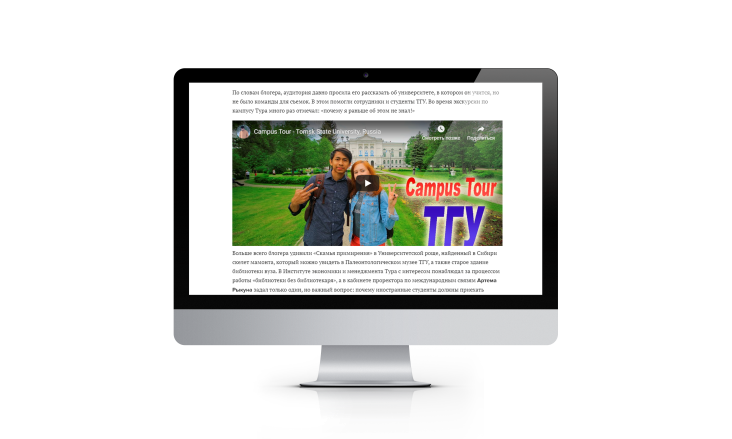 По словам блогера, аудитория давно просила его рассказать об университете, в котором он учится, но
не было команды для съемок. В этом помогли сотрудники и студенты ТГУ. Во время экскурсии по
кампусу Тура много раз отмечал: «почему я раньше об этом не знал!»
Campus Tour - Tomsk State University, Russia
Смотреть позже Поделиться
Campus Tour
ТГУ
Больше всего блогера удивили «Скамья примирения» в Университетской роще, найденный в Сибири
скелет мамонта, который можно увидеть в Палеонтологическом музее ТГУ, а также старое здание
библиотеки вуза. В Институте экономики и менеджмента Тура с интересом понаблюдал за процессом
работы «библиотеки без библиотекаря», а в кабинете проректора по международным связям Артема
Рыкуна задал только один, но важный вопрос: почему иностранные студенты должны приехать